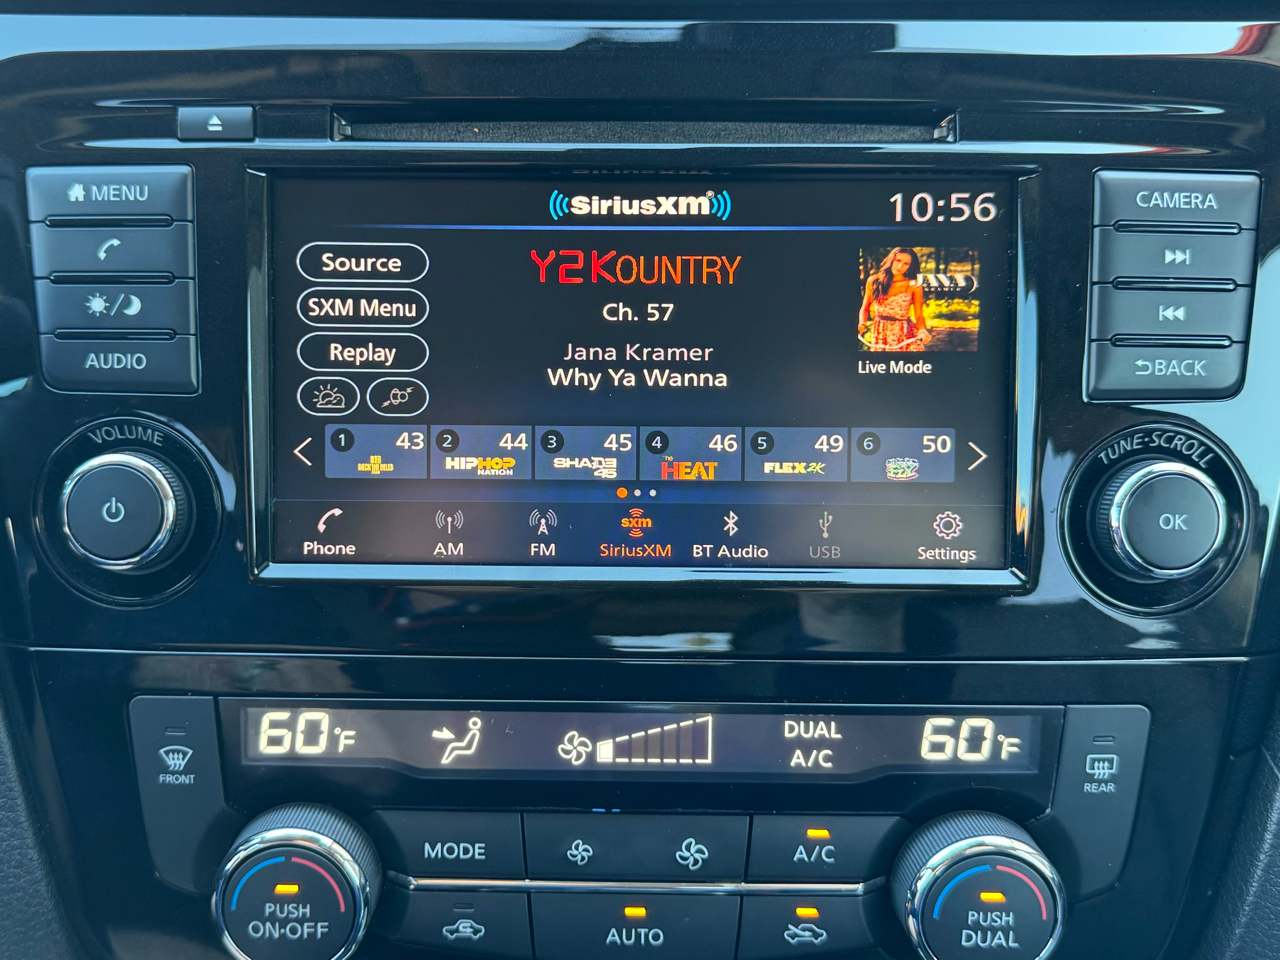 MENU
AUDIO
VOLUME
CAMERA
BACK
TUNE·SCROLL
OK
SiriusXM
10:56
Source
SXM Menu
Replay
Y2KOUNTRY
Ch. 57
Jana Kramer
Why Ya Wanna
JANA
Live Mode
1 43
2 44
HIPHOP
NATION
3 45
SHADE
45
4 46
The
HEAT
5 49
FLEX2K
6 50
Phone
AM
FM
sxm
SiriusXM
BT Audio
USB
Settings
60°F
DUAL
A/C
60°F
FRONT
REAR
MODE
A/C
PUSH
ON·OFF
AUTO
PUSH
DUAL